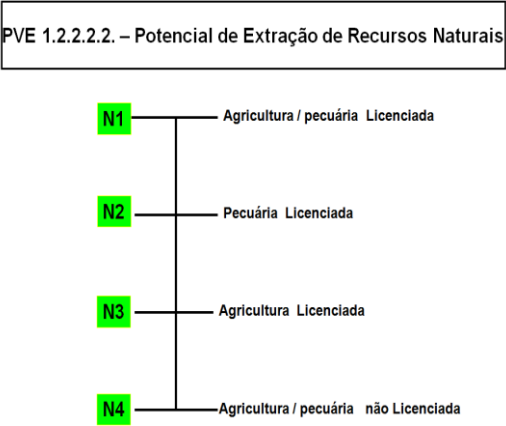 PVE 1.2.2.2.2. – Potencial de Extração de Recursos Naturais
N1 Agricultura / pecuária Licenciada
N2 Pecuária Licenciada
N3 Agricultura Licenciada
N4 Agricultura / pecuária não Licenciada